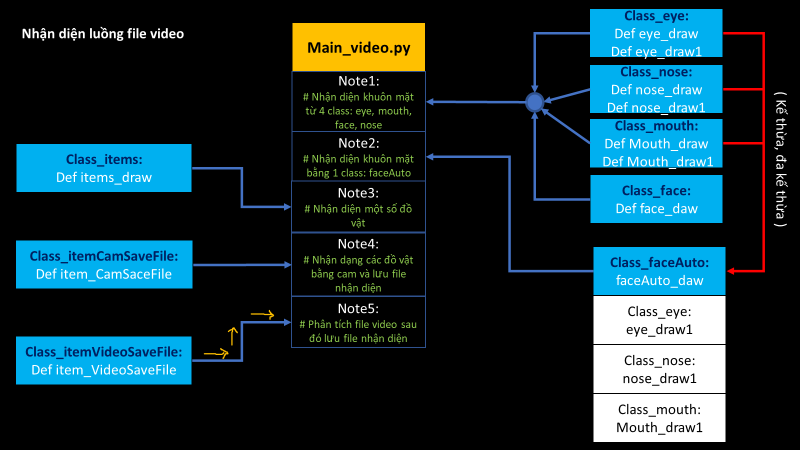 Nhận diện luồng file video
Main_video.py
Note1:
# Nhận diện khuôn mặt
từ 4 class: eye, mouth,
face, nose
Note2:
# Nhận diện khuôn mặt
bằng 1 class: faceAuto
Note3:
# Nhận diện một số đồ
vật
Note4:
# Nhận dạng các đồ vật
bằng cam và lưu file
nhận diện
Note5:
# Phân tích file video sau
đó lưu file nhận diện
Class_items:
Def items_draw
Class_itemCamSaveFile:
Def item_CamSaceFile
Class_itemVideoSaveFile:
Def item_VideoSaveFile
Class_eye:
Def eye_draw
Def eye_draw1
Class_nose:
Def nose_draw
Def nose_draw1
Class_mouth:
Def Mouth_draw
Def Mouth_draw1
Class_face:
Def face_daw
( Kế thừa, đa kế thừa )
Class_faceAuto:
faceAuto_daw
Class_eye:
eye_draw1
Class_nose:
nose_draw1
Class_mouth:
Mouth_draw1